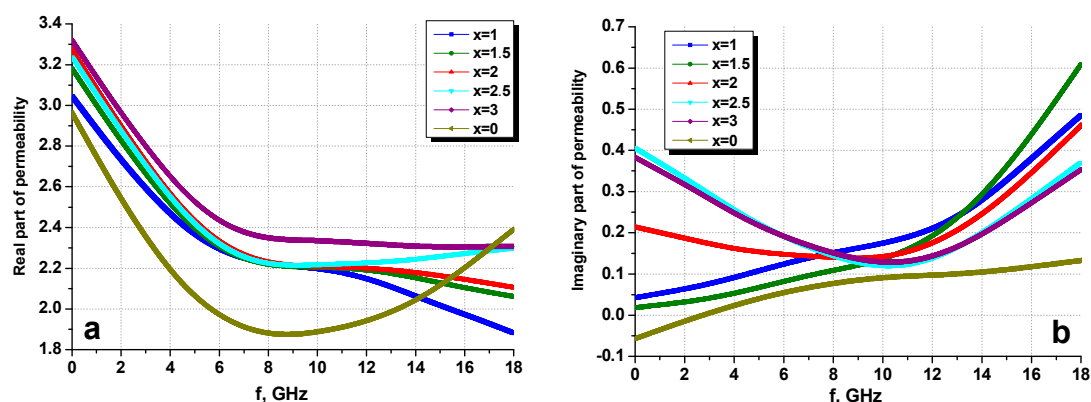 3.4
3.2
3.0
2.8
2.6
2.4
2.2
2.0
1.8
Real part of permeability
x=1
x=1.5
x=2
x=2.5
x=3
x=0
a
0 2 4 6 8 10 12 14 16 18
f, GHz
0.7
0.6
0.5
0.4
0.3
0.2
0.1
0.0
-0.1
Imaginary part of permeability
x=1
x=1.5
x=2
x=2.5
x=3
x=0
b
0 2 4 6 8 10 12 14 16 18
f, GHz